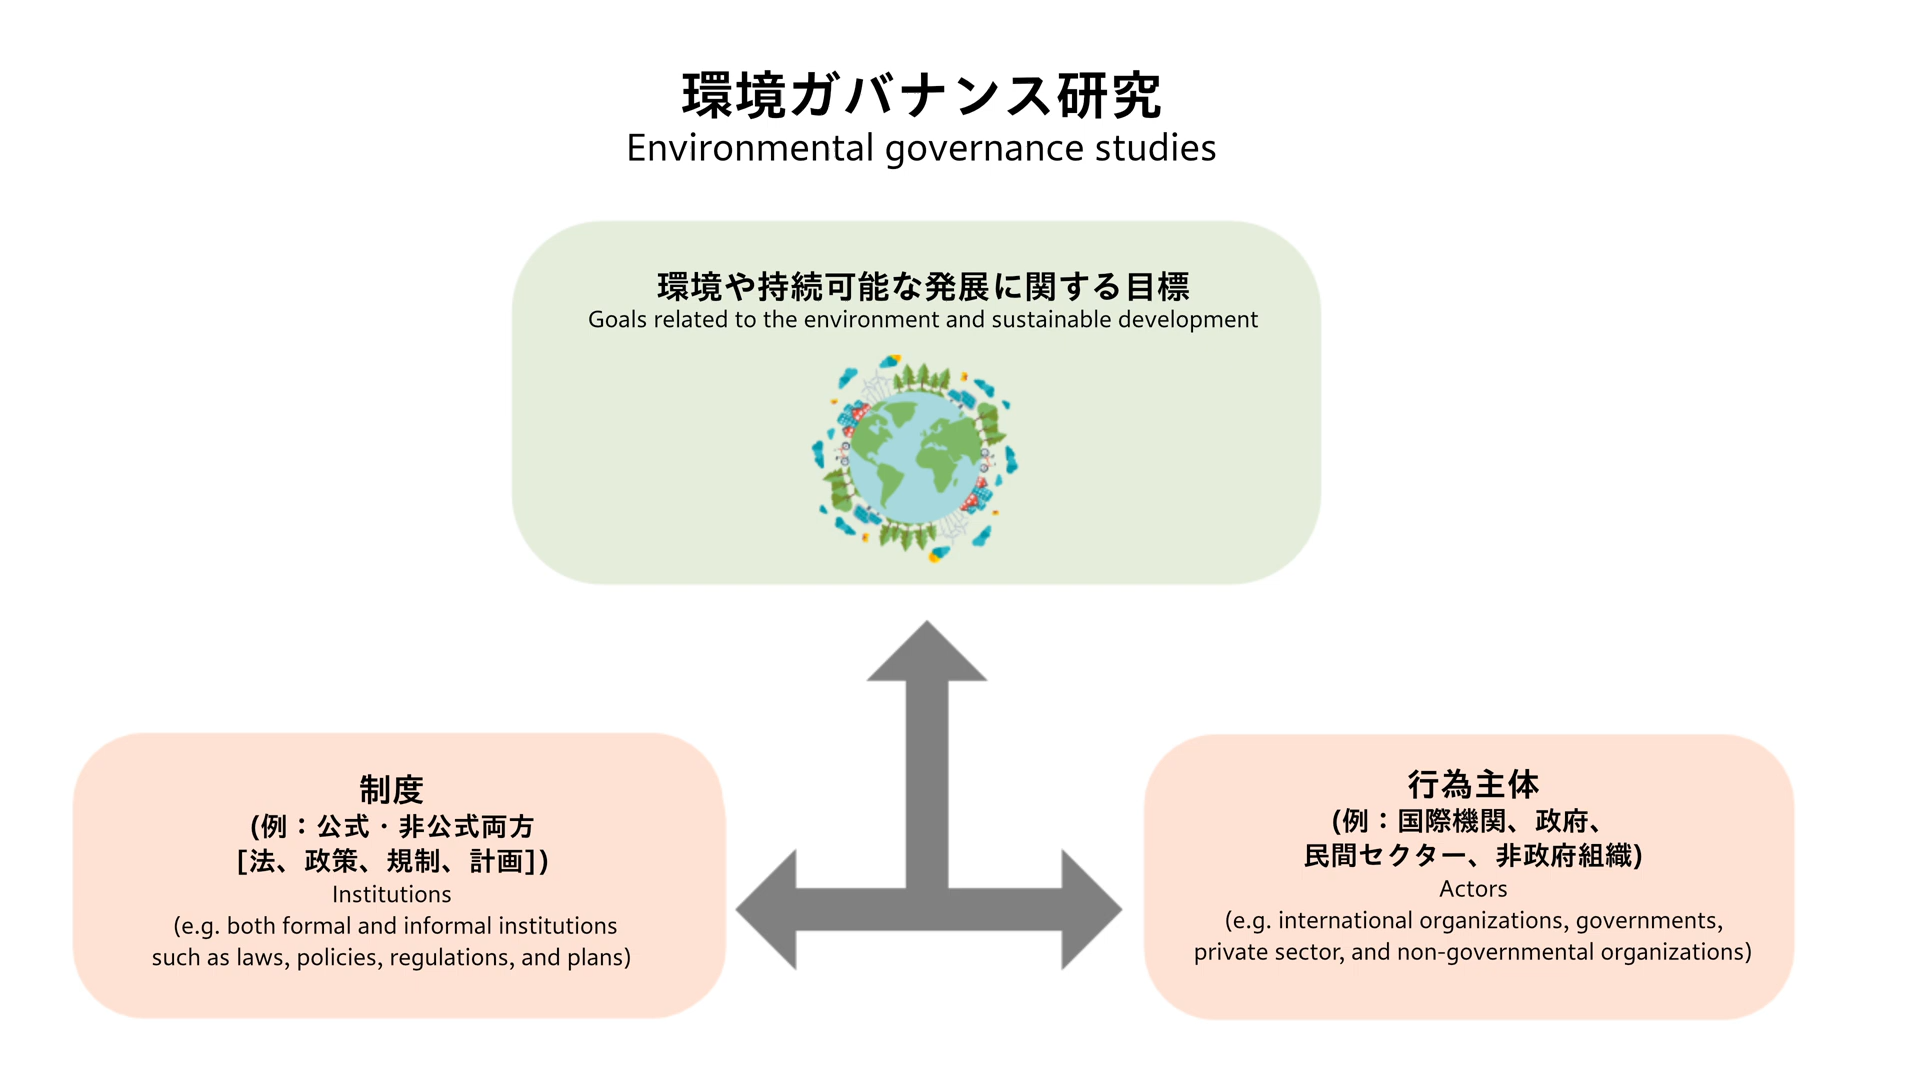 環境ガバナンス研究
Environmental governance studies
環境や持続可能な発展に関する目標
Goals related to the environment and sustainable development
制度
(例：公式・非公式両方
[法、政策、規制、計画])
Institutions
(e.g. both formal and informal institutions
such as laws, policies, regulations, and plans)
行為主体
(例：国際機関、政府、
民間セクター、非政府組織)
Actors
(e.g. international organizations, governments,
private sector, and non-governmental organizations)